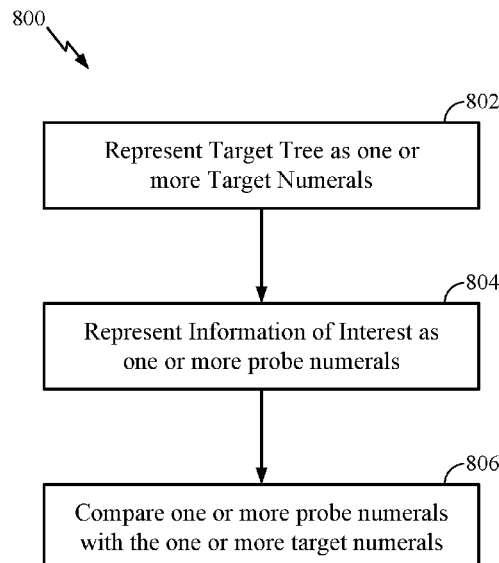 800
802
Represent Target Tree as one or
more Target Numerals
804
Represent Information of Interest as
one or more probe numerals
806
Compare one or more probe numerals
with the one or more target numerals